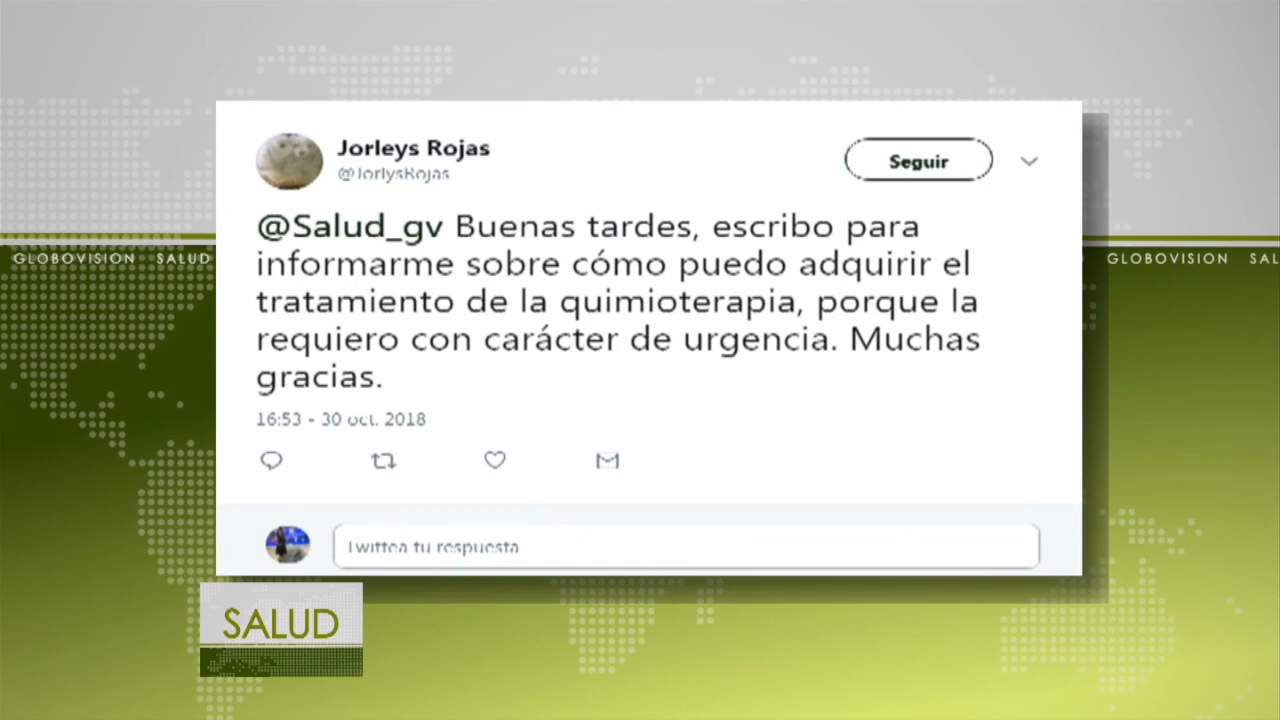 Jorleys Rojas
@JorlysRojas
Seguir
@Salud_gv Buenas tardes, escribo para
informarme sobre cómo puedo adquirir el
tratamiento de la quimioterapia, porque la
requiero con carácter de urgencia. Muchas
gracias.
GLOBOVISION SALUD
GLOBOVISION SAL
16:53 - 30 oct. 2018
Twittea tu respuesta
SALUD